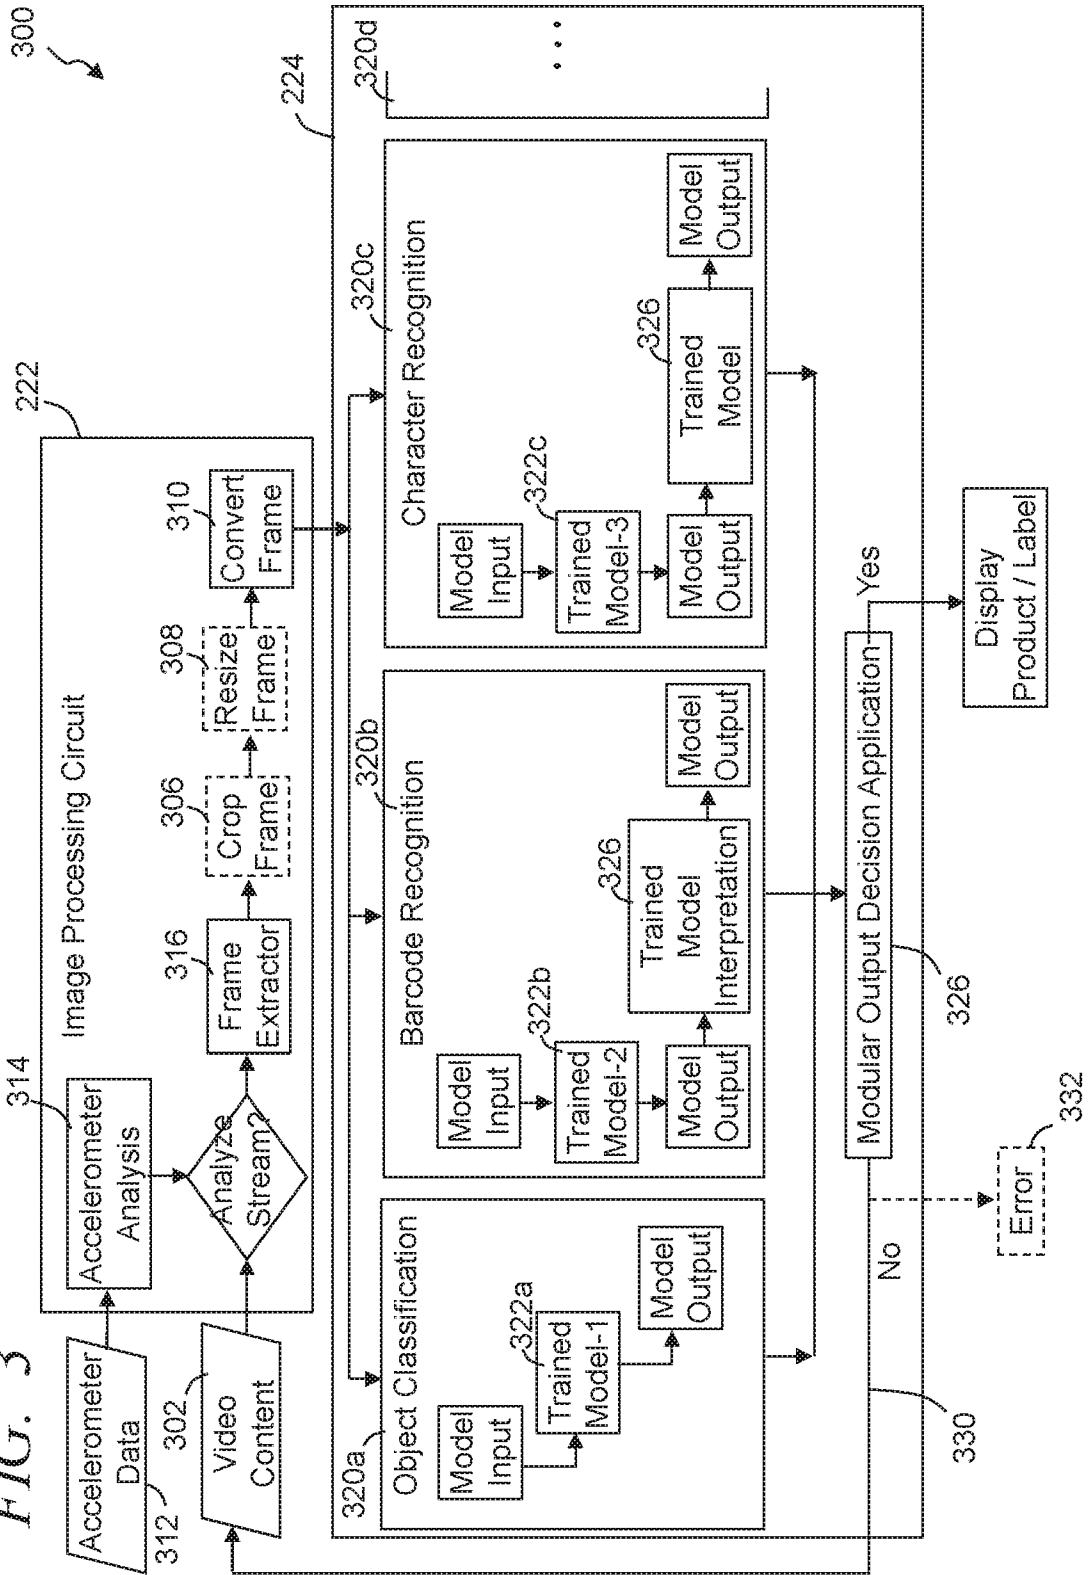 FIG. 3
300
222
Image Processing Circuit
Accelerometer
Data
312
314
Accelerometer
Analysis
302
Video
Content
Analyze
Stream?
316
Frame
Extractor
306
Crop
Frame
308
Resize
Frame
310
Convert
Frame
224
320a
Object Classification
Model
Input
322a
Trained
Model-1
Model
Output
320b
Barcode Recognition
Model
Input
322b
Trained
Model-2
Model
Output
326
Trained
Model
Interpretation
Model
Output
320c
Character Recognition
Model
Input
322c
Trained
Model-3
Model
Output
326
Trained
Model
Model
Output
320d
. . .
Modular Output Decision Application
326
No
330
Error
332
Yes
Display
Product / Label